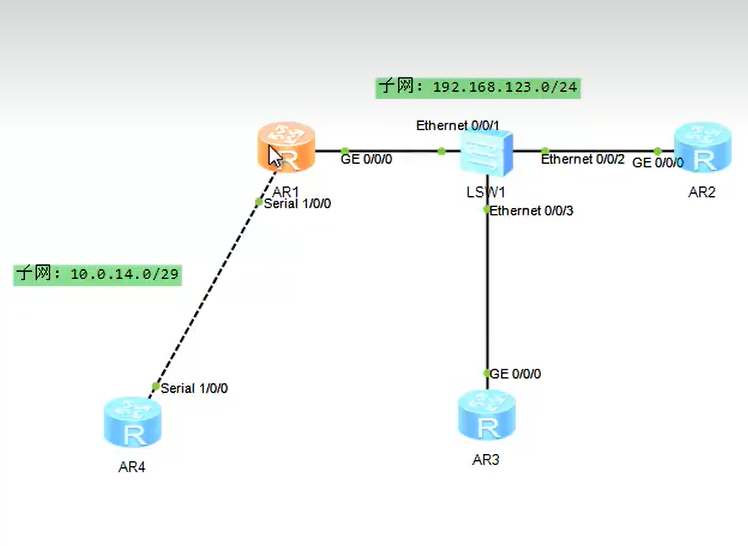 子网: 192.168.123.0/24
Ethernet 0/0/1
GE 0/0/0
Ethernet 0/0/2
GE 0/0/0
R
R
AR1
LSW1
AR2
Serial 1/0/0
Ethernet 0/0/3
子网: 10.0.14.0/29
GE 0/0/0
Serial 1/0/0
R
R
AR3
AR4